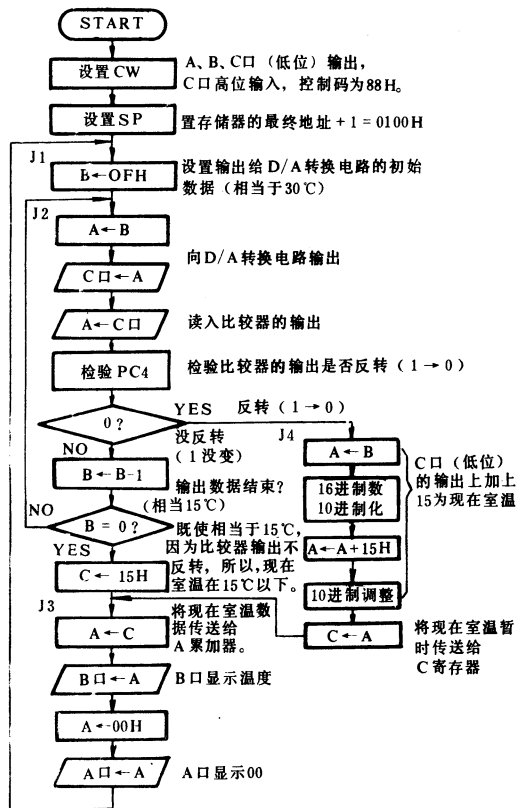 START
设置CW
A、B、C口（低位）输出，
C口高位输入，控制码为88H。
设置SP
置存储器的最终地址＋1＝0100H
J1
B←OFH
设置输出给D/A转换电路的初始
数据（相当于30℃）
J2
A←B
向D/A转换电路输出
C口←A
A←C口
读入比较器的输出
检验PC4
检验比较器的输出是否反转（1→0）
0？
YES
反转（1→0）
NO
没反转
（1没变）
B←B-1
输出数据结束？
（相当15℃）
NO
B＝0？
YES
既使相当于15℃，
因为比较器输出不
反转，所以，现在
室温在15℃以下。
C←15H
J4
A←B
16进制数
10进制化
A←A+15H
10进制调整
C←A
C口（低位）
的输出上加上
15为现在室温
将现在室温暂
时传送给
C寄存器
J3
A←C
将现在室温数
据传送给
A累加器。
B口←A
B口显示温度
A←00H
A口←A
A口显示00